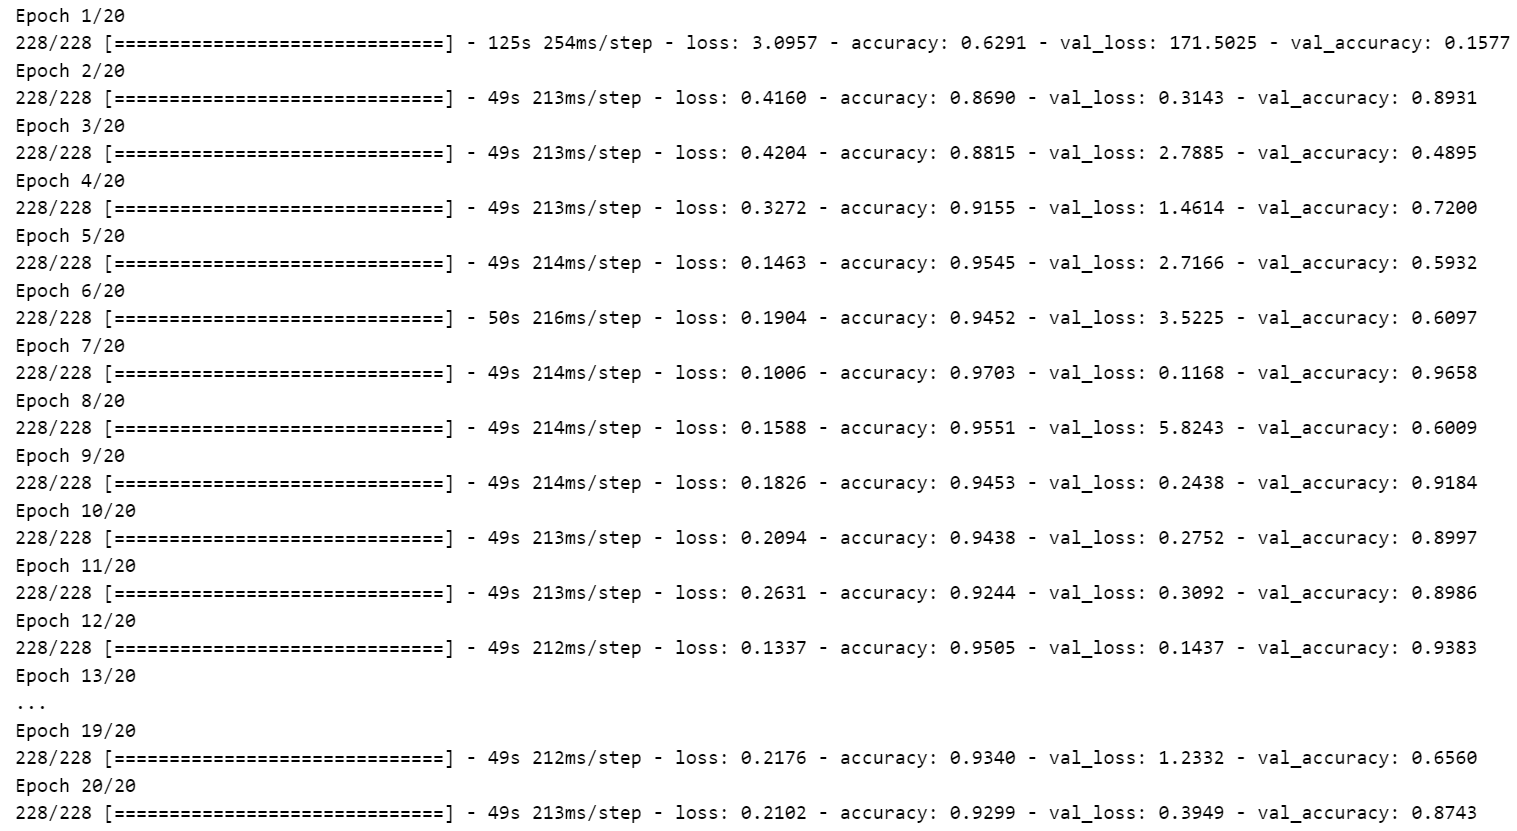 Epoch 1/20
228/228 [==============================] - 125s 254ms/step - loss: 3.0957 - accuracy: 0.6291 - val_loss: 171.5025 - val_accuracy: 0.1577
Epoch 2/20
228/228 [==============================] - 49s 213ms/step - loss: 0.4160 - accuracy: 0.8690 - val_loss: 0.3143 - val_accuracy: 0.8931
Epoch 3/20
228/228 [==============================] - 49s 213ms/step - loss: 0.4204 - accuracy: 0.8815 - val_loss: 2.7885 - val_accuracy: 0.4895
Epoch 4/20
228/228 [==============================] - 49s 213ms/step - loss: 0.3272 - accuracy: 0.9155 - val_loss: 1.4614 - val_accuracy: 0.7200
Epoch 5/20
228/228 [==============================] - 49s 214ms/step - loss: 0.1463 - accuracy: 0.9545 - val_loss: 2.7166 - val_accuracy: 0.5932
Epoch 6/20
228/228 [==============================] - 50s 216ms/step - loss: 0.1904 - accuracy: 0.9452 - val_loss: 3.5225 - val_accuracy: 0.6097
Epoch 7/20
228/228 [==============================] - 49s 214ms/step - loss: 0.1006 - accuracy: 0.9703 - val_loss: 0.1168 - val_accuracy: 0.9658
Epoch 8/20
228/228 [==============================] - 49s 214ms/step - loss: 0.1588 - accuracy: 0.9551 - val_loss: 5.8243 - val_accuracy: 0.6009
Epoch 9/20
228/228 [==============================] - 49s 214ms/step - loss: 0.1826 - accuracy: 0.9453 - val_loss: 0.2438 - val_accuracy: 0.9184
Epoch 10/20
228/228 [==============================] - 49s 213ms/step - loss: 0.2094 - accuracy: 0.9438 - val_loss: 0.2752 - val_accuracy: 0.8997
Epoch 11/20
228/228 [==============================] - 49s 213ms/step - loss: 0.2631 - accuracy: 0.9244 - val_loss: 0.3092 - val_accuracy: 0.8986
Epoch 12/20
228/228 [==============================] - 49s 212ms/step - loss: 0.1337 - accuracy: 0.9505 - val_loss: 0.1437 - val_accuracy: 0.9383
Epoch 13/20
...
Epoch 19/20
228/228 [==============================] - 49s 212ms/step - loss: 0.2176 - accuracy: 0.9340 - val_loss: 1.2332 - val_accuracy: 0.6560
Epoch 20/20
228/228 [==============================] - 49s 213ms/step - loss: 0.2102 - accuracy: 0.9299 - val_loss: 0.3949 - val_accuracy: 0.8743